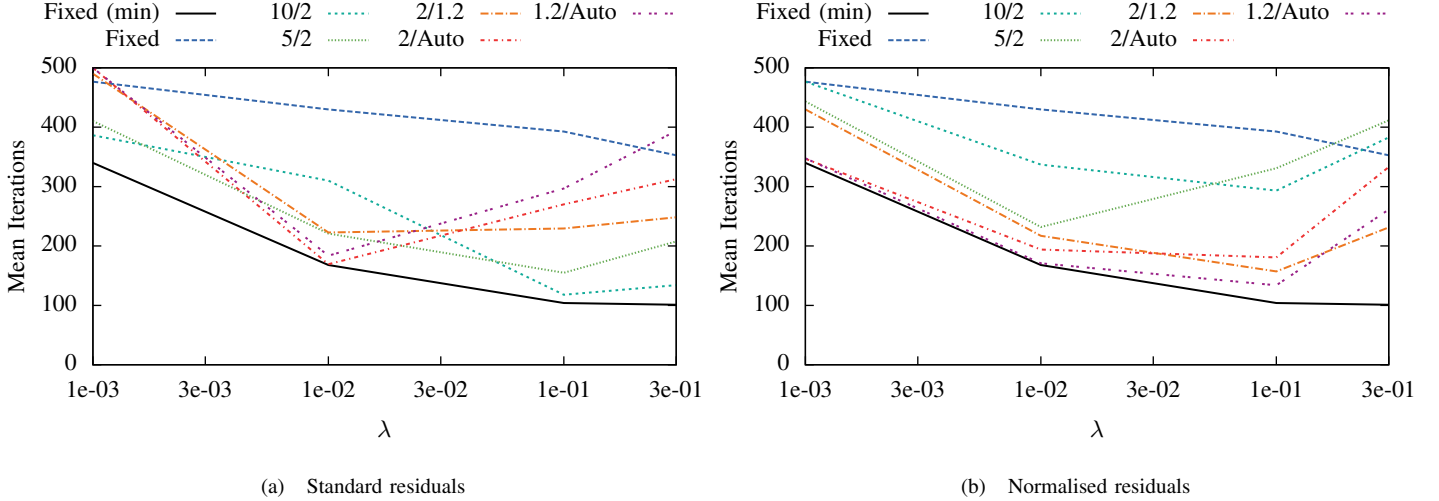 Fixed (min) 10/2 2/1.2 1.2/Auto
Fixed 5/2 2/Auto
500
400
300
200
100
0
Mean Iterations
1e-03 3e-03 1e-02 3e-02 1e-01 3e-01
λ
(a) Standard residuals
Fixed (min) 10/2 2/1.2 1.2/Auto
Fixed 5/2 2/Auto
500
400
300
200
100
0
Mean Iterations
1e-03 3e-03 1e-02 3e-02 1e-01 3e-01
λ
(b) Normalised residuals